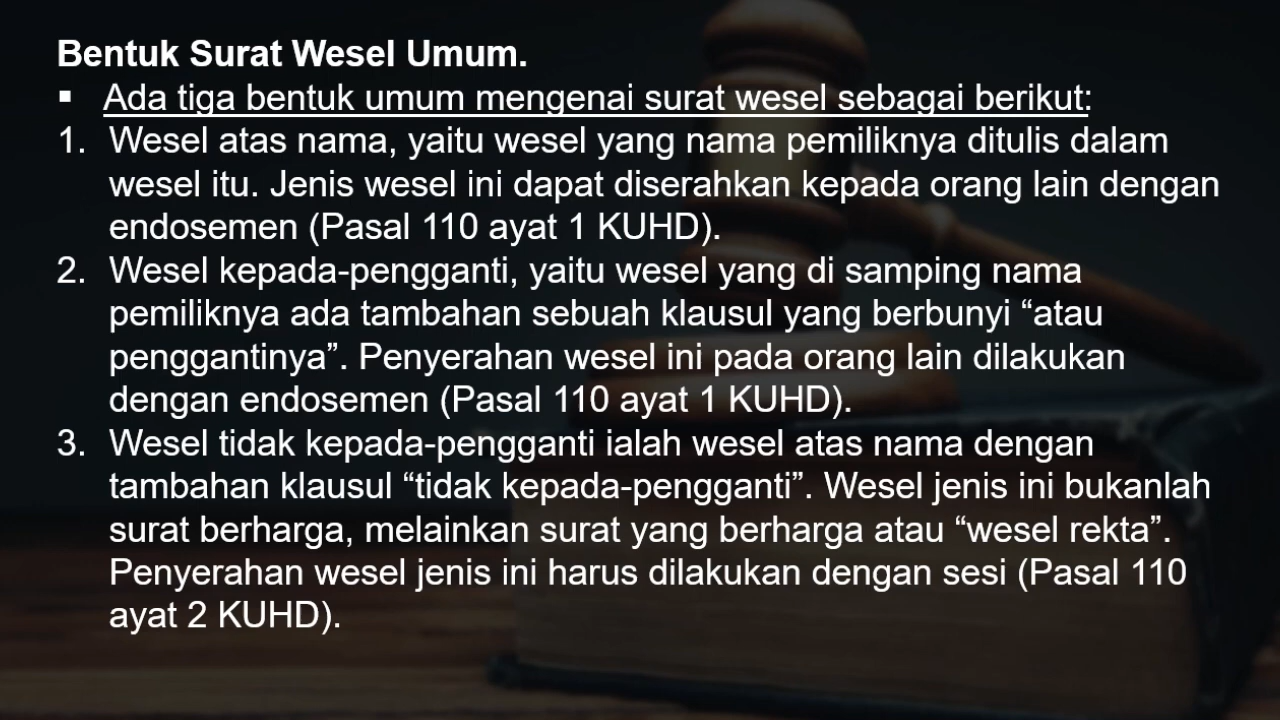 Bentuk Surat Wesel Umum.
▪ Ada tiga bentuk umum mengenai surat wesel sebagai berikut:
1. Wesel atas nama, yaitu wesel yang nama pemiliknya ditulis dalam
wesel itu. Jenis wesel ini dapat diserahkan kepada orang lain dengan
endosemen (Pasal 110 ayat 1 KUHD).
2. Wesel kepada-pengganti, yaitu wesel yang di samping nama
pemiliknya ada tambahan sebuah klausul yang berbunyi “atau
penggantinya”. Penyerahan wesel ini pada orang lain dilakukan
dengan endosemen (Pasal 110 ayat 1 KUHD).
3. Wesel tidak kepada-pengganti ialah wesel atas nama dengan
tambahan klausul “tidak kepada-pengganti”. Wesel jenis ini bukanlah
surat berharga, melainkan surat yang berharga atau “wesel rekta”.
Penyerahan wesel jenis ini harus dilakukan dengan sesi (Pasal 110
ayat 2 KUHD).